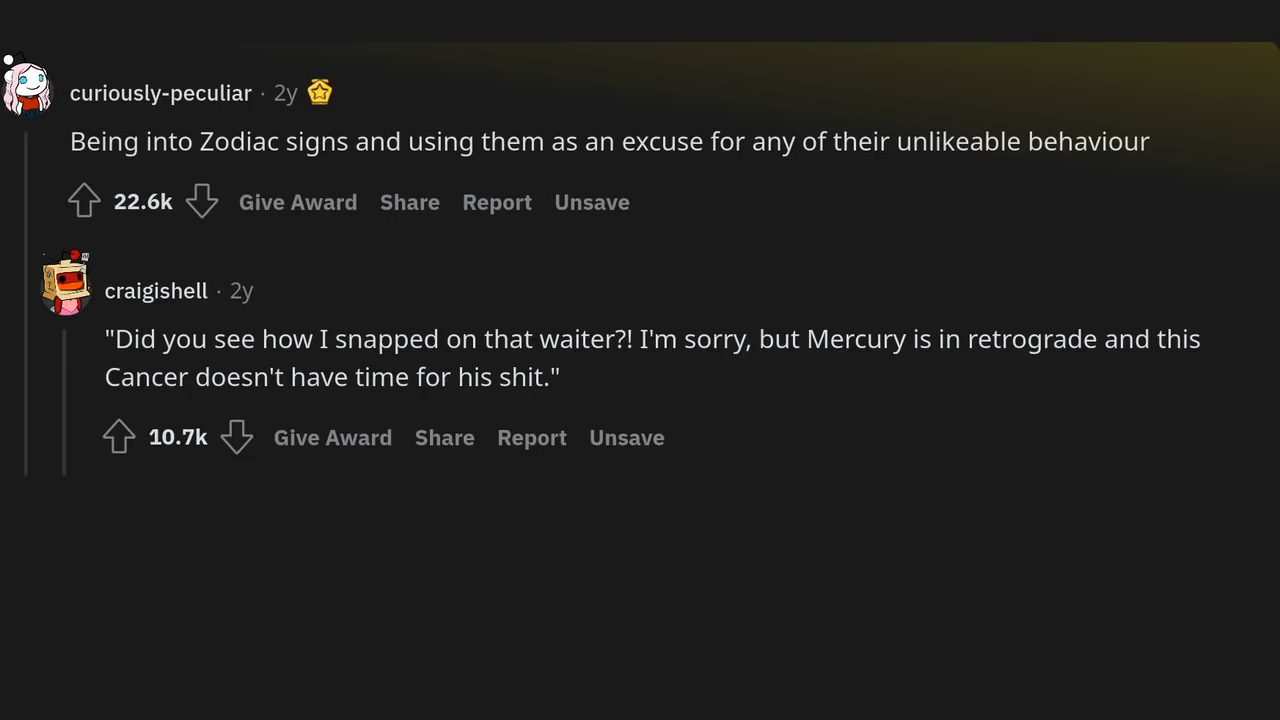 curiously-peculiar · 2y
Being into Zodiac signs and using them as an excuse for any of their unlikeable behaviour
22.6k Give Award Share Report Unsave
craigishell · 2y
"Did you see how I snapped on that waiter?! I'm sorry, but Mercury is in retrograde and this
Cancer doesn't have time for his shit."
10.7k Give Award Share Report Unsave